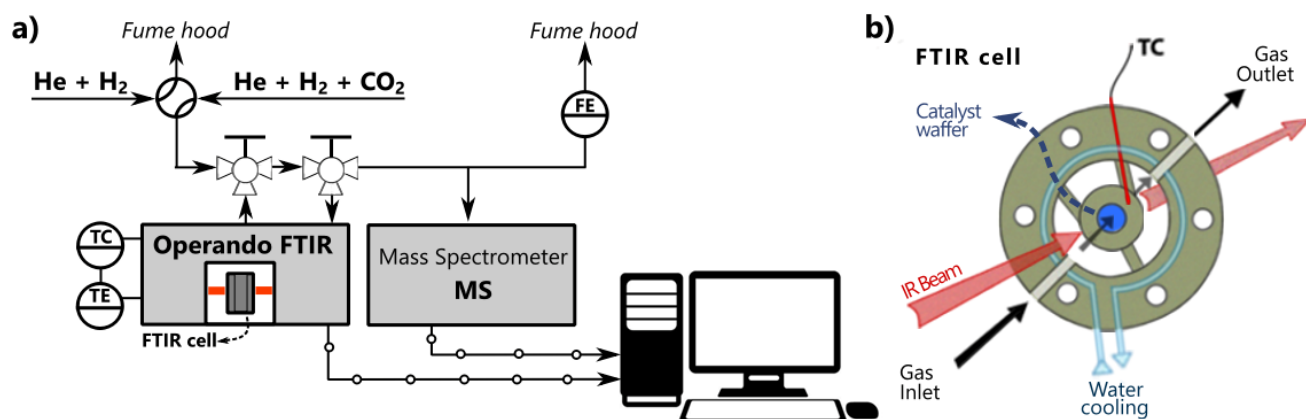 a)
Fume hood
Fume hood
He + H2
He + H2 + CO2
FE
TC
TE
Operando FTIR
FTIR cell
Mass Spectrometer
MS
b)
FTIR cell
TC
Gas
Outlet
Catalyst
waffer
IR Beam
Gas
Inlet
Water
cooling